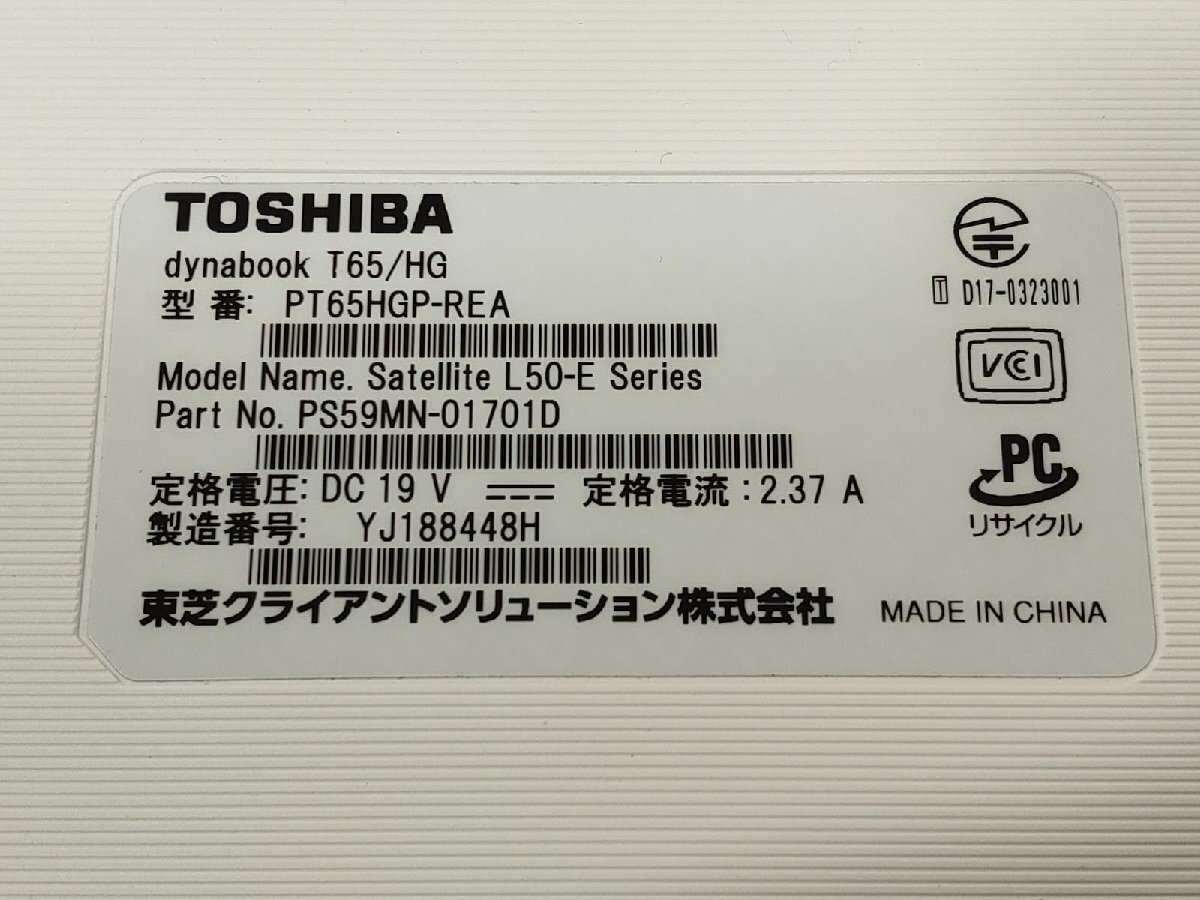 TOSHIBA
dynabook T65/HG
型 番: PT65HGP-REA
Model Name. Satellite L50-E Series
Part No. PS59MN-01701D
定格電圧: DC 19 V 定格電流 : 2.37 A
製造番号: YJ188448H
東芝クライアントソリューション株式会社
MADE IN CHINA
T D17-0323001
VCCI
PC
リサイクル